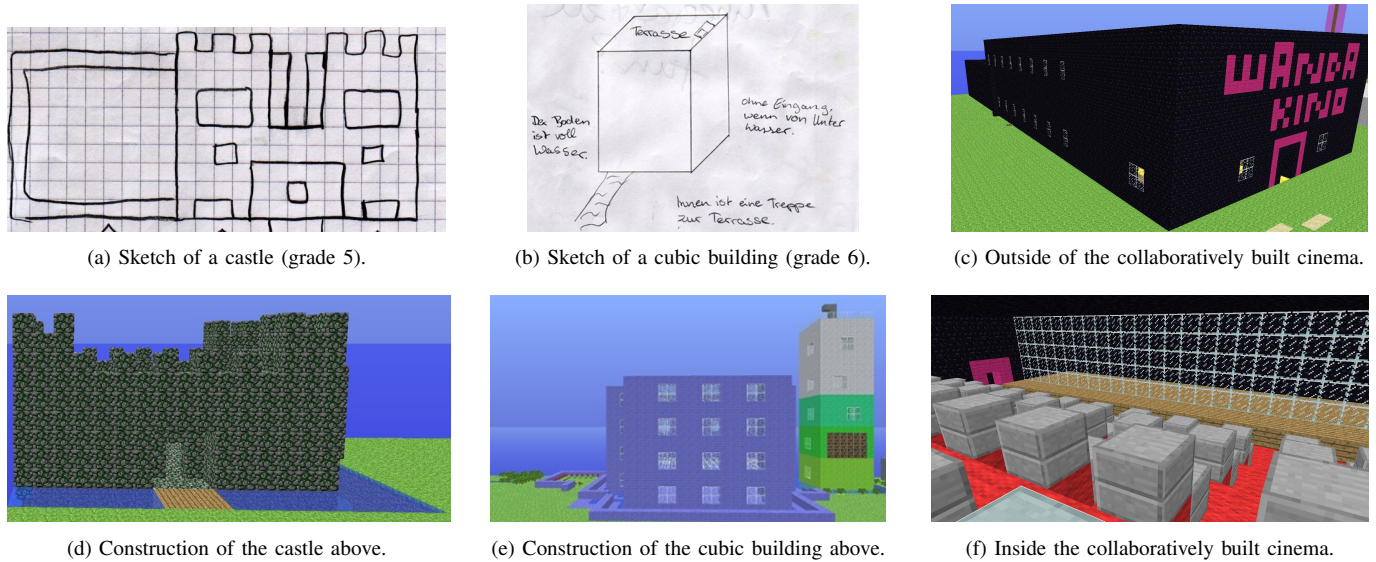 Terrasse
Der Boden
ist voll
Wasser.
ohne Eingang,
wenn von Unter
Wasser.
Innen ist eine Treppe
zur Terrasse.
WANDA
KINO
(a) Sketch of a castle (grade 5).
(b) Sketch of a cubic building (grade 6).
(c) Outside of the collaboratively built cinema.
(d) Construction of the castle above.
(e) Construction of the cubic building above.
(f) Inside the collaboratively built cinema.